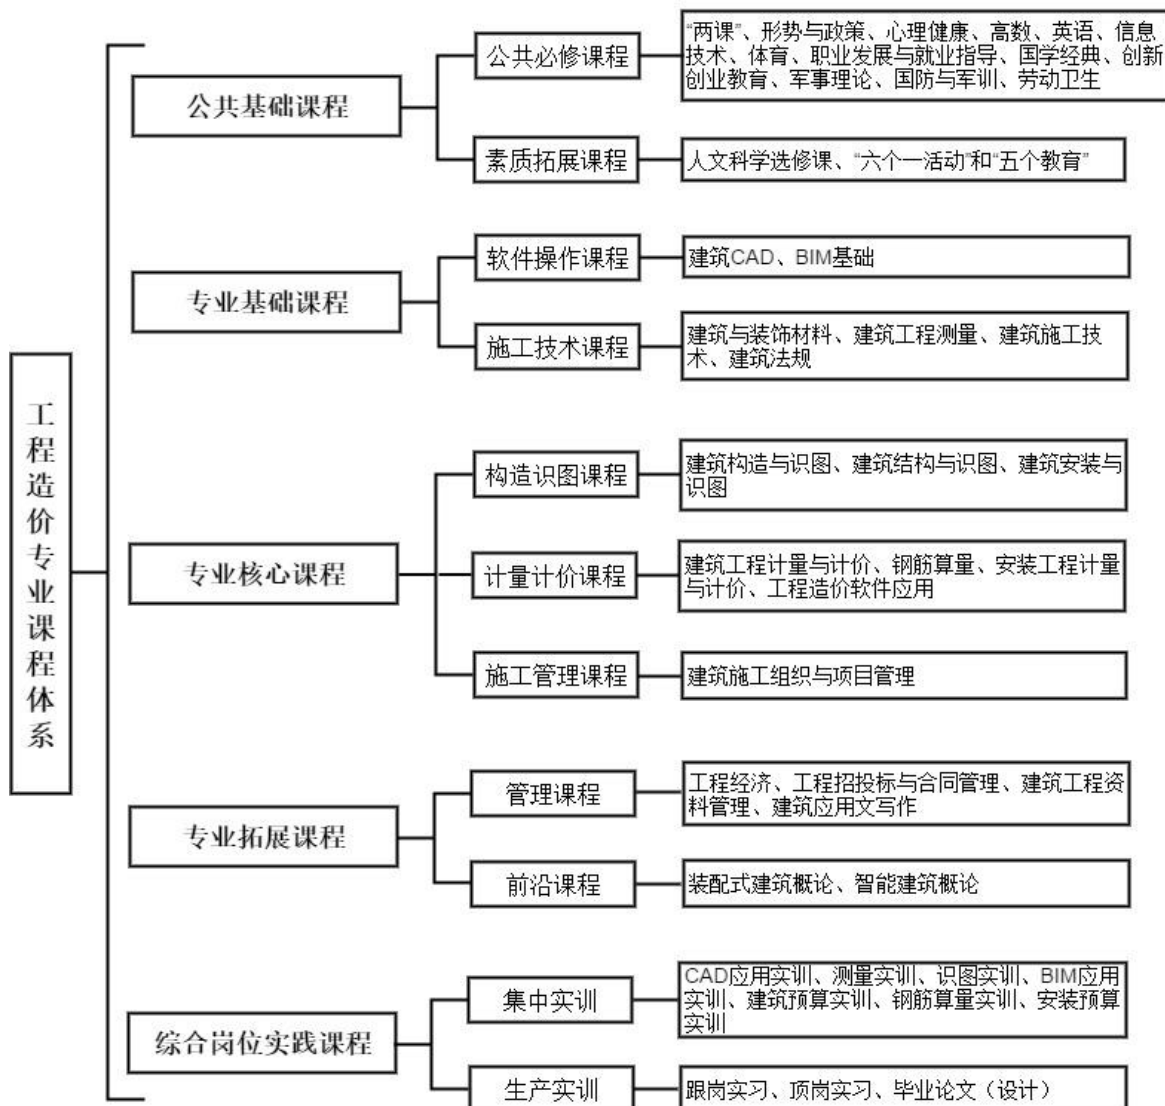 工程造价专业课程体系
公共基础课程
公共必修课程
“两课”、形势与政策、心理健康、高数、英语、信息
技术、体育、职业发展与就业指导、国学经典、创新
创业教育、军事理论、国防与军训、劳动卫生
素质拓展课程
人文科学选修课、“六个一活动”和“五个教育”
专业基础课程
软件操作课程
建筑CAD、BIM基础
施工技术课程
建筑与装饰材料、建筑工程测量、建筑施工技
术、建筑法规
专业核心课程
构造识图课程
建筑构造与识图、建筑结构与识图、建筑安装与
识图
计量计价课程
建筑工程计量与计价、钢筋算量、安装工程计量
与计价、工程造价软件应用
施工管理课程
建筑施工组织与项目管理
专业拓展课程
管理课程
工程经济、工程招投标与合同管理、建筑工程资
料管理、建筑应用文写作
前沿课程
装配式建筑概论、智能建筑概论
综合岗位实践课程
集中实训
CAD应用实训、测量实训、识图实训、BIM应用
实训、建筑预算实训、钢筋算量实训、安装预算
实训
生产实训
跟岗实习、顶岗实习、毕业论文（设计）